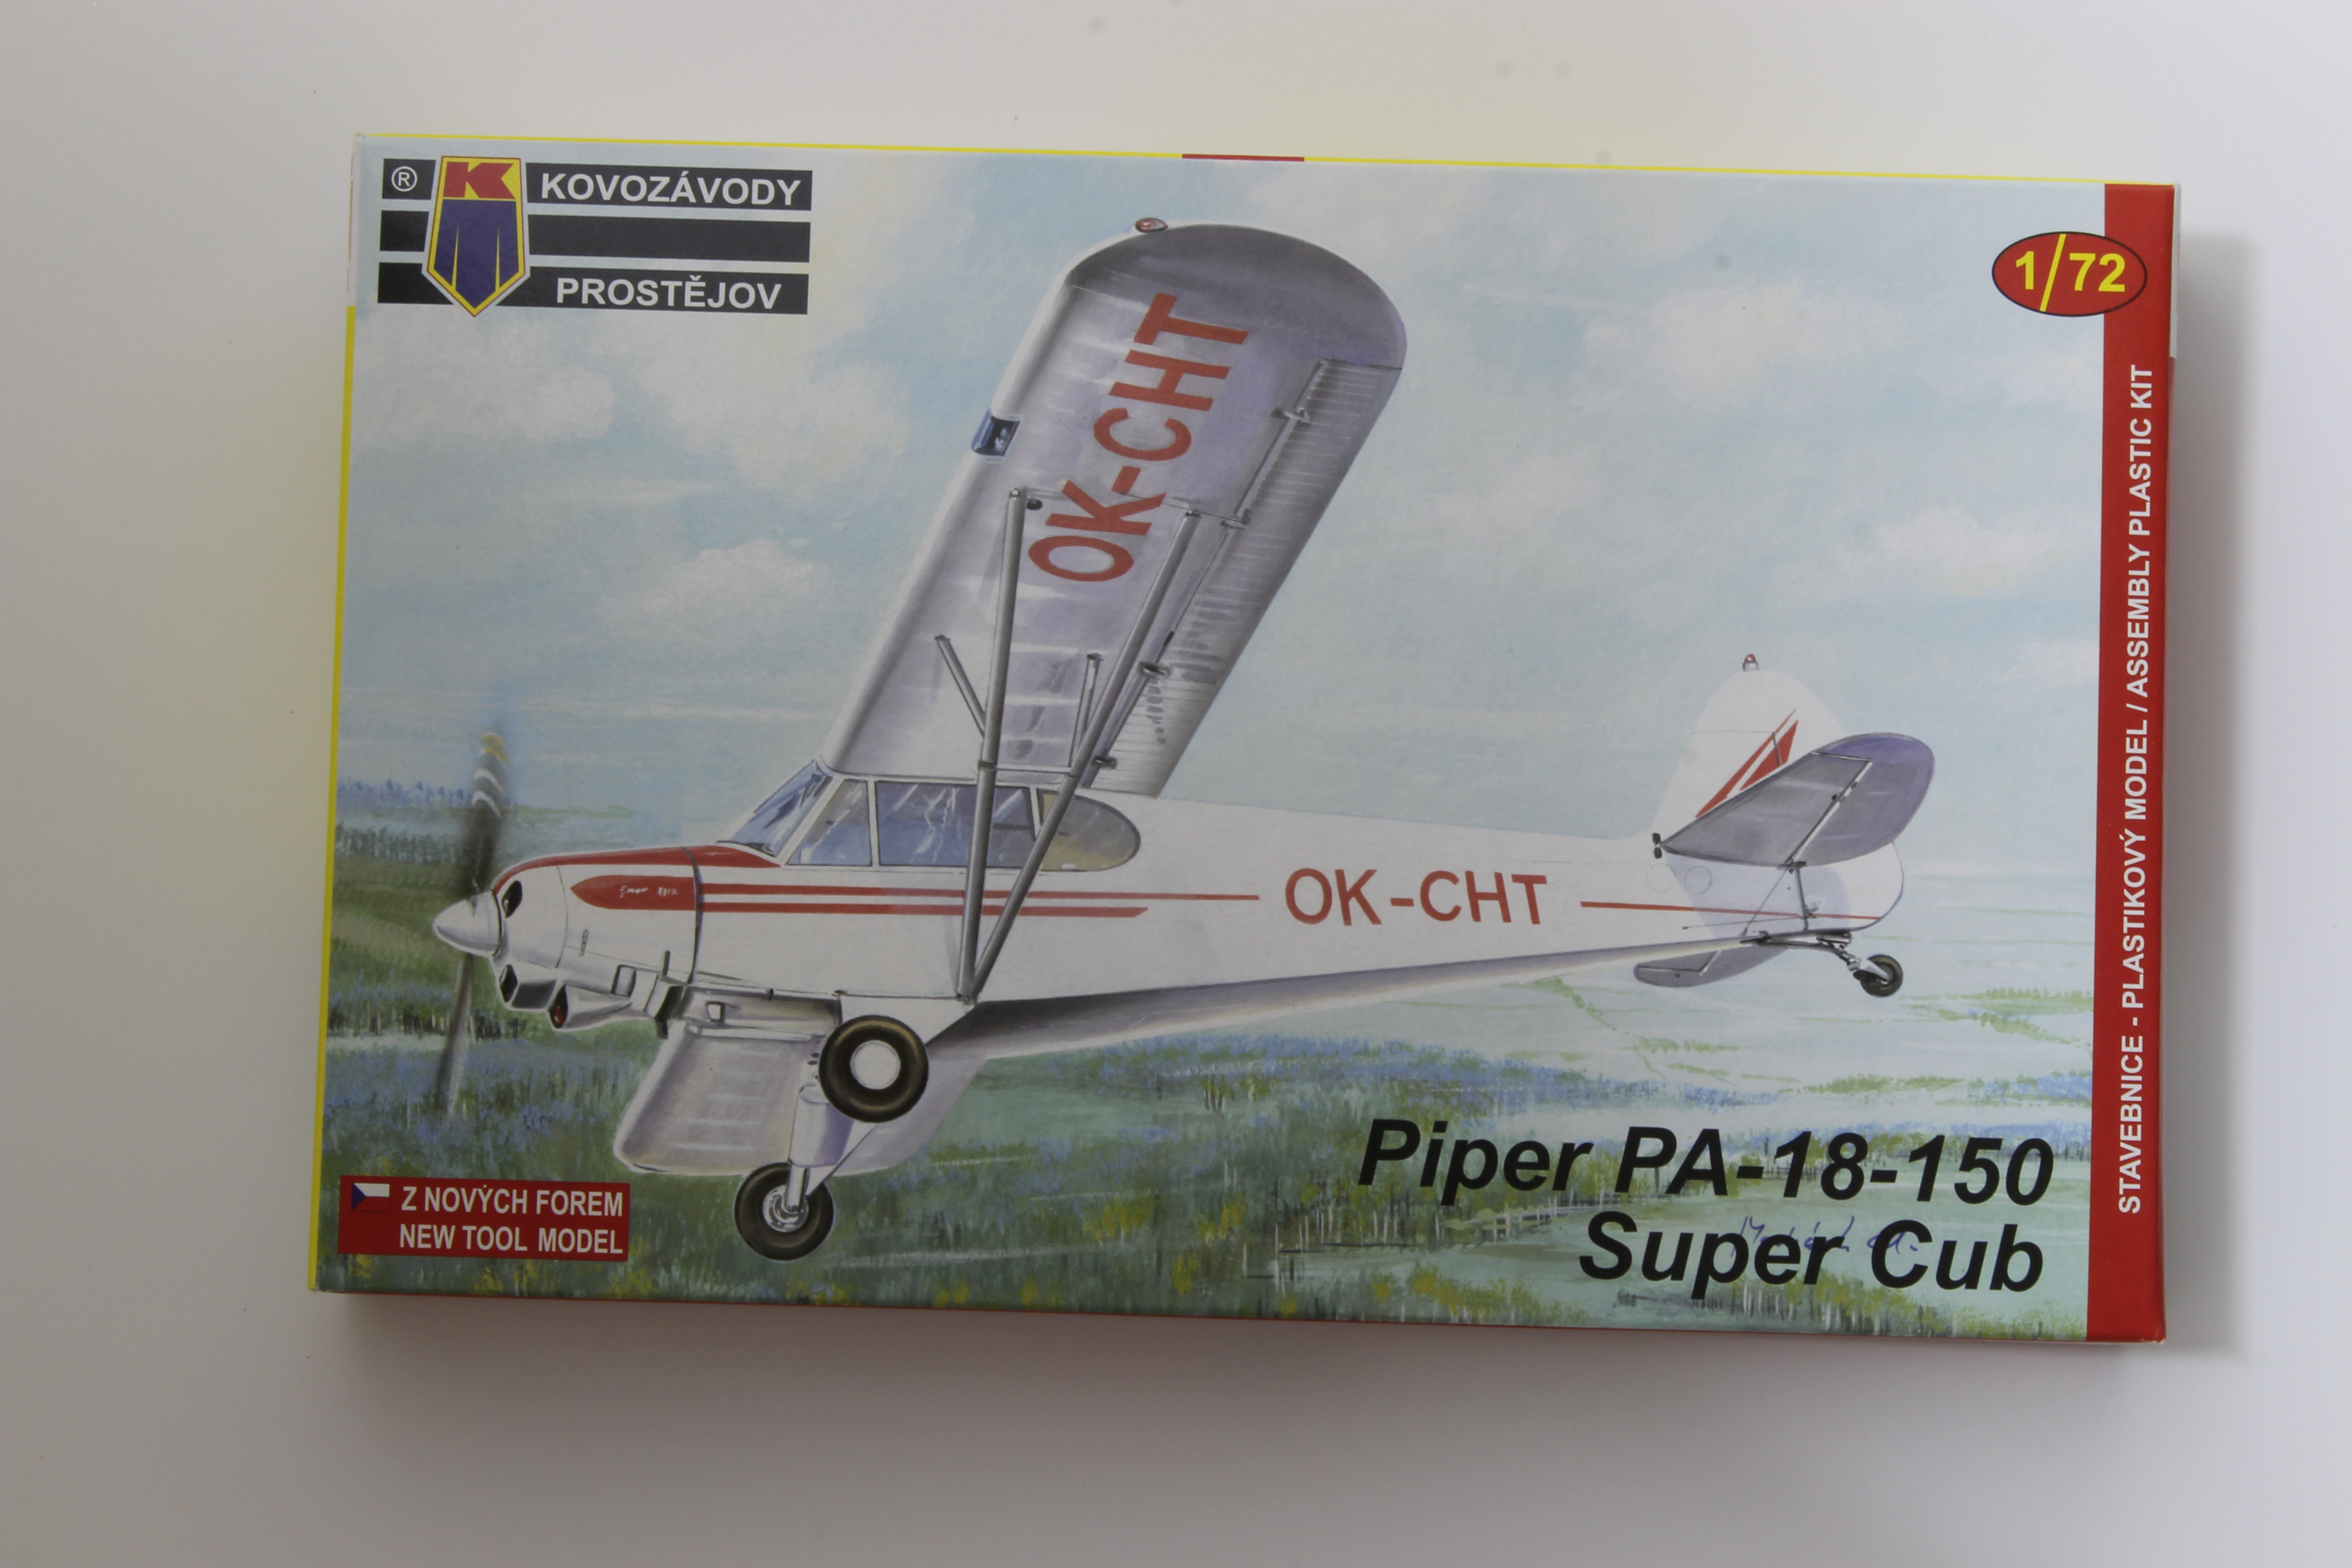 ®
KOVOZÁVODY
PROSTĚJOV
1/72
OK-CHT
OK-CHT
Piper PA-18-150
Super Cub
Z NOVÝCH FOREM
NEW TOOL MODEL
STAVEBNICE - PLASTIKOVÝ MODEL / ASSEMBLY PLASTIC KIT